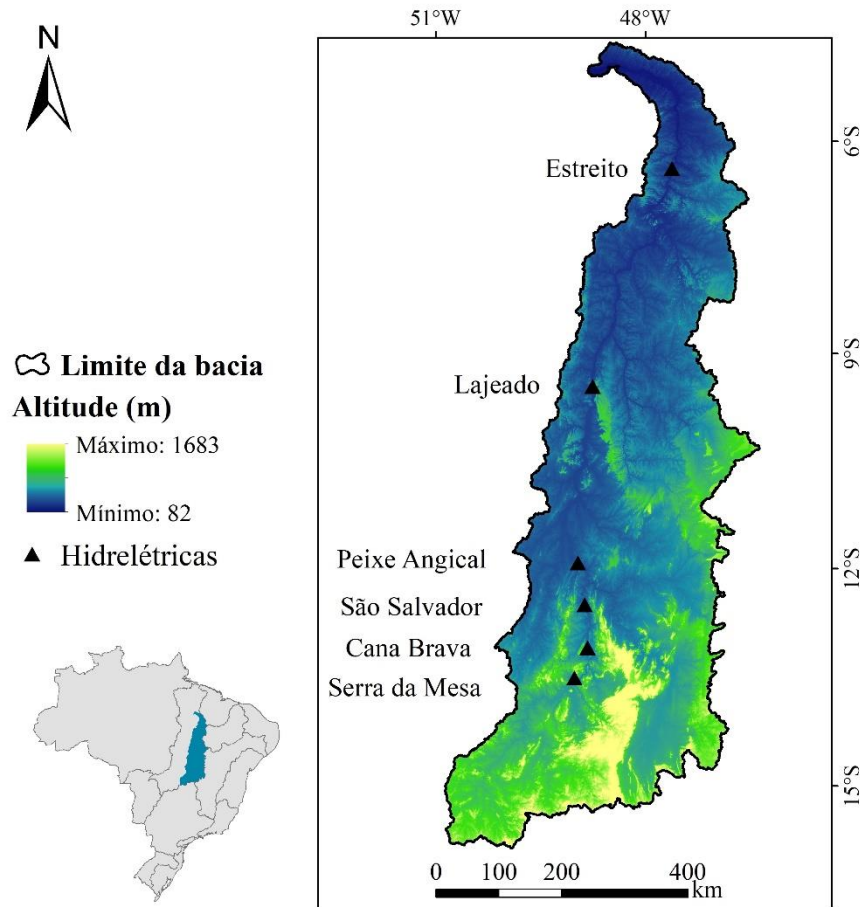 51°W
48°W
N
6°S
Estreito
9°S
Limite da bacia
Lajeado
Altitude (m)
Máximo: 1683
Mínimo: 82
Hidrelétricas
Peixe Angical
12°S
São Salvador
Cana Brava
Serra da Mesa
15°S
0 100 200 400
km